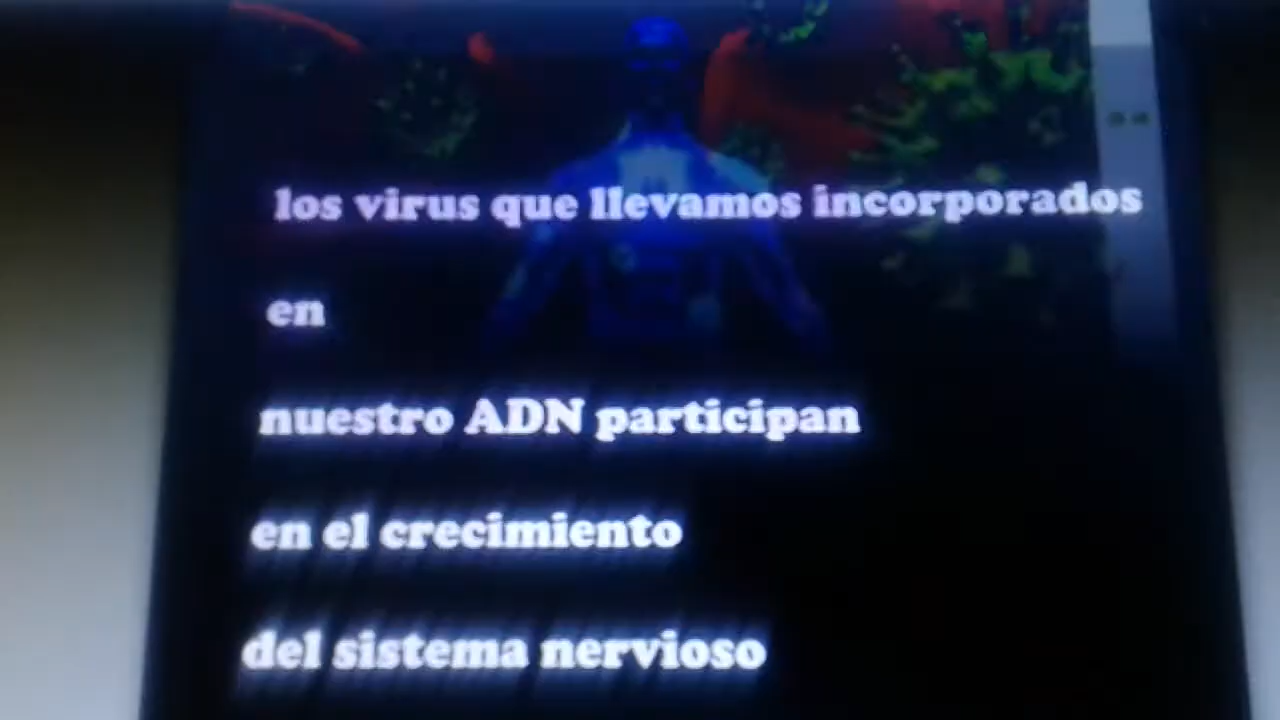 los virus que llevamos incorporados
en
nuestro ADN participan
en el crecimiento
del sistema nervioso